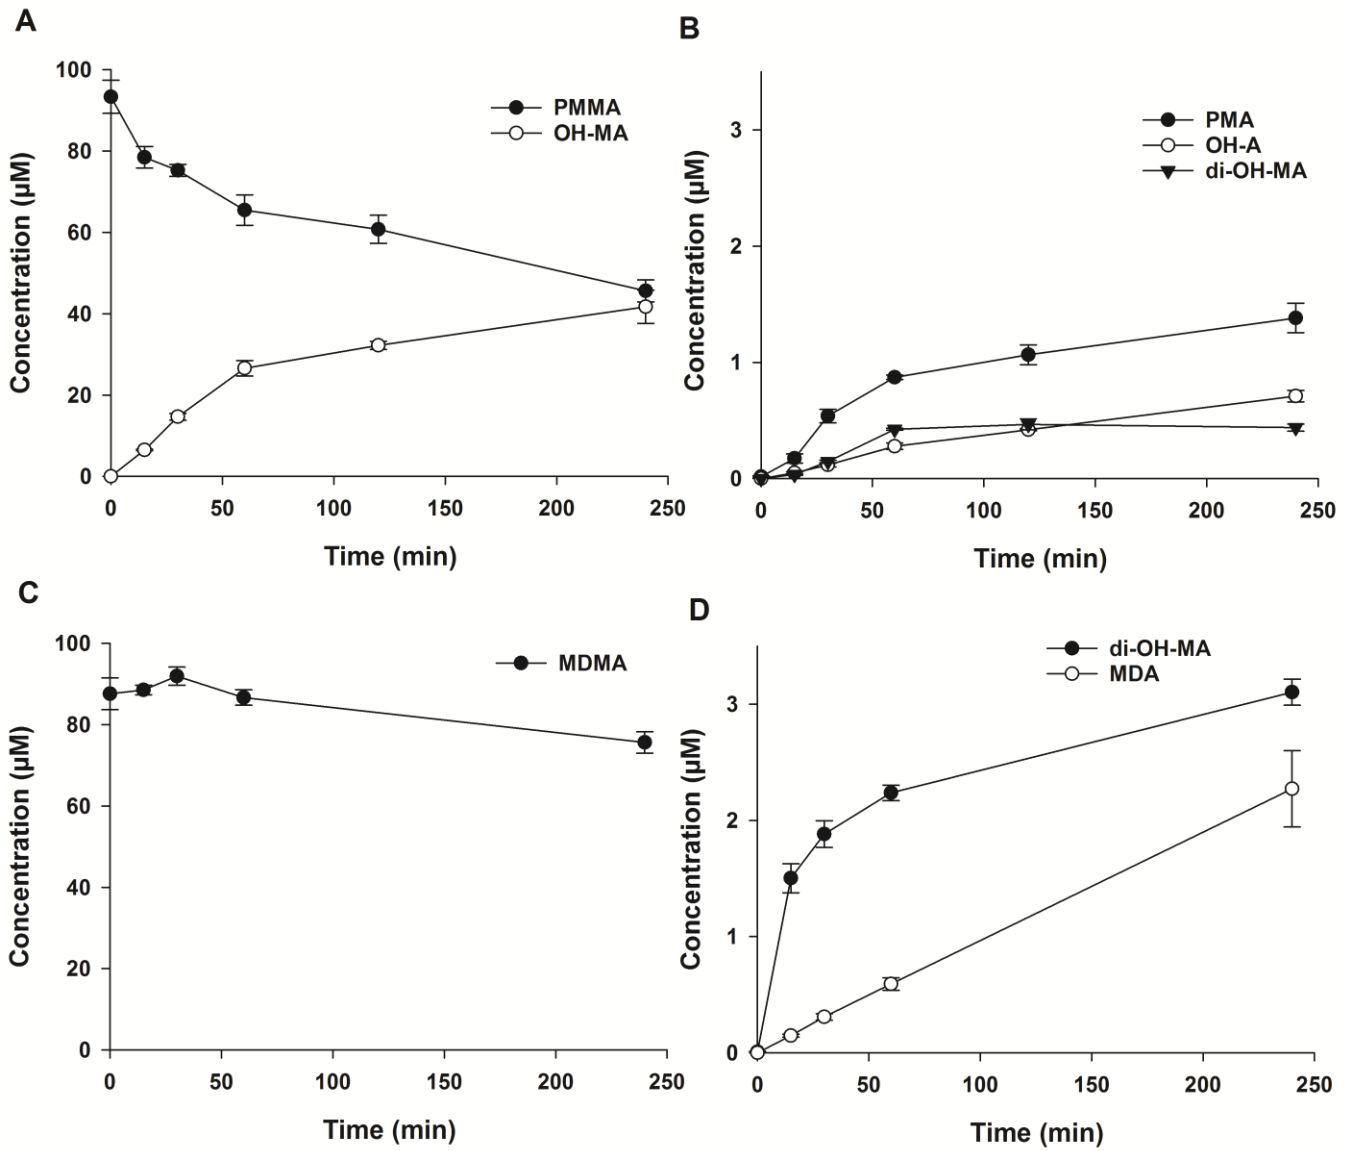 A
100
80
60
40
20
0
Concentration (µM)
PMMA
OH-MA
0 50 100 150 200 250
Time (min)
B
3
2
1
0
Concentration (µM)
PMA
OH-A
di-OH-MA
0 50 100 150 200 250
Time (min)
C
100
80
60
40
20
0
Concentration (µM)
MDMA
0 50 100 150 200 250
Time (min)
D
3
2
1
0
Concentration (µM)
di-OH-MA
MDA
0 50 100 150 200 250
Time (min)